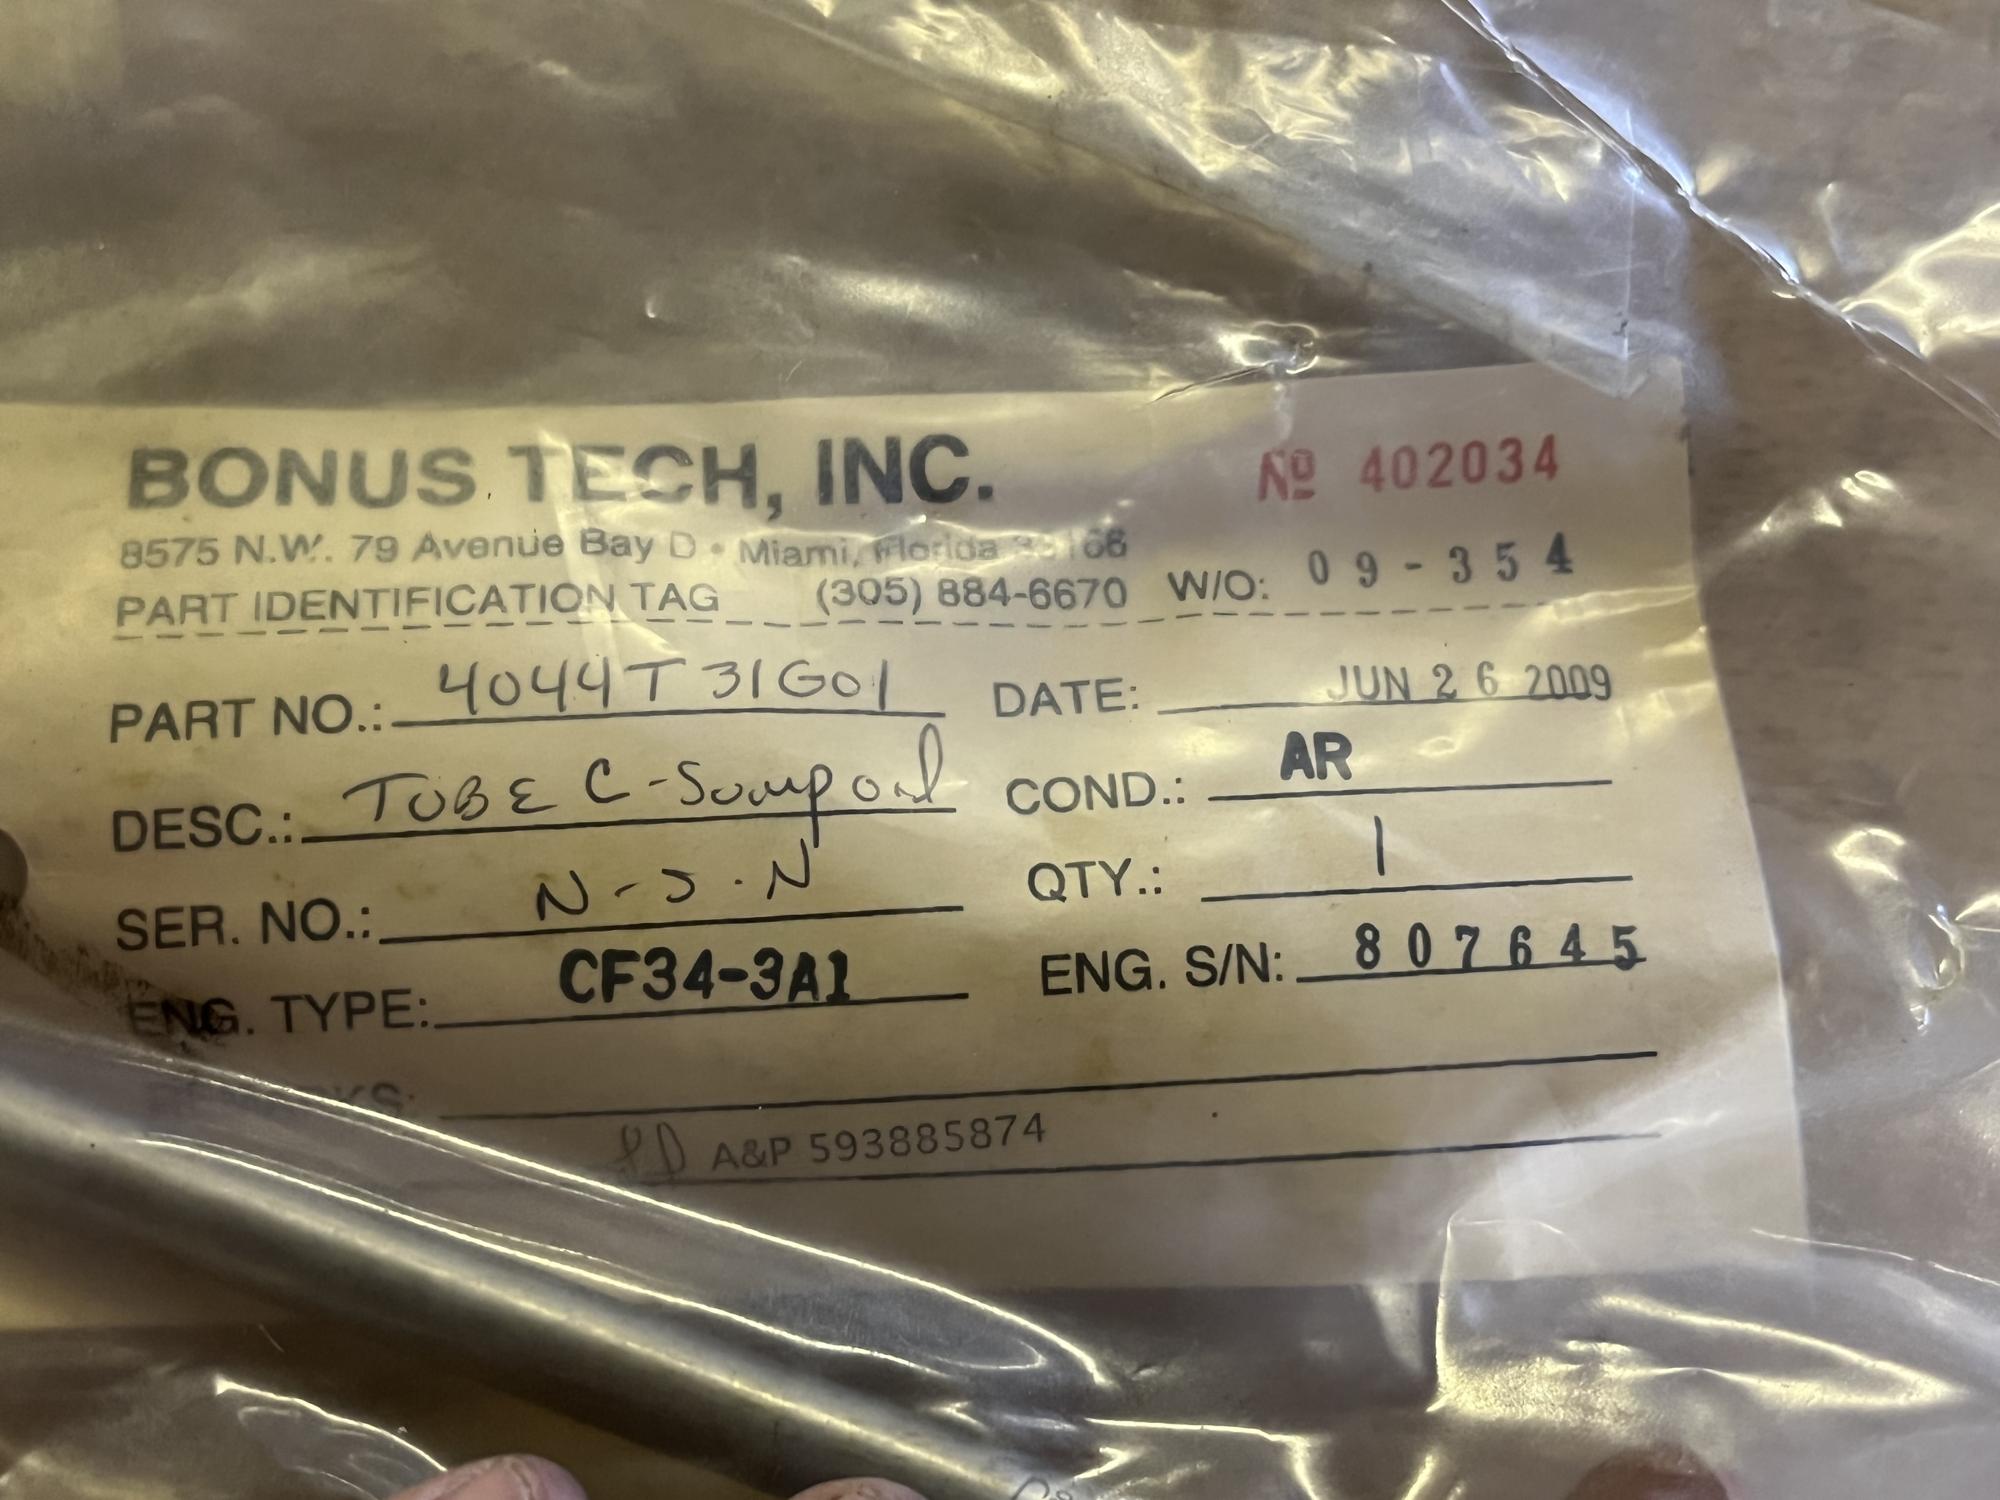 BONUS TECH, INC. Nº 402034
8575 N.W. 79 Avenue Bay D • Miami, Florida 33166
PART IDENTIFICATION TAG (305) 884-6670 W/O: 09-354
PART NO.: 4044T31G01 DATE: JUN 26 2009
DESC.: TUBE C-Sump oil COND.: AR
SER. NO.: N-S.N QTY.: 1
ENG. TYPE: CF34-3A1 ENG. S/N: 807645
A&P 593885874